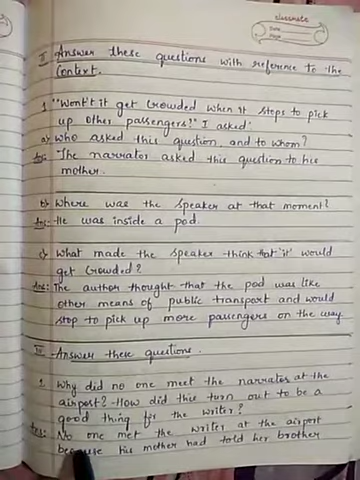 classmate
Date
Page
II Answer these questions with reference to the
Context.
1. "Won't it get crowded when it stops to pick
up other passengers?" I asked.
a) Who asked this question, and to whom?
Ans: The narrator asked this question to his
mother.
b) Where was the speaker at that moment?
Ans:- He was inside a pod.
c) What made the speaker think that 'it' would
get crowded?
Ans: The author thought that the pod was like
other means of public transport and would
stop to pick up more passengers on the way
III Answer these questions.
1. Why did no one meet the narrator at the
airport? How did this turn out to be a
good thing for the writer?
Ans: No one met the writer at the airport
because his mother had told her brother